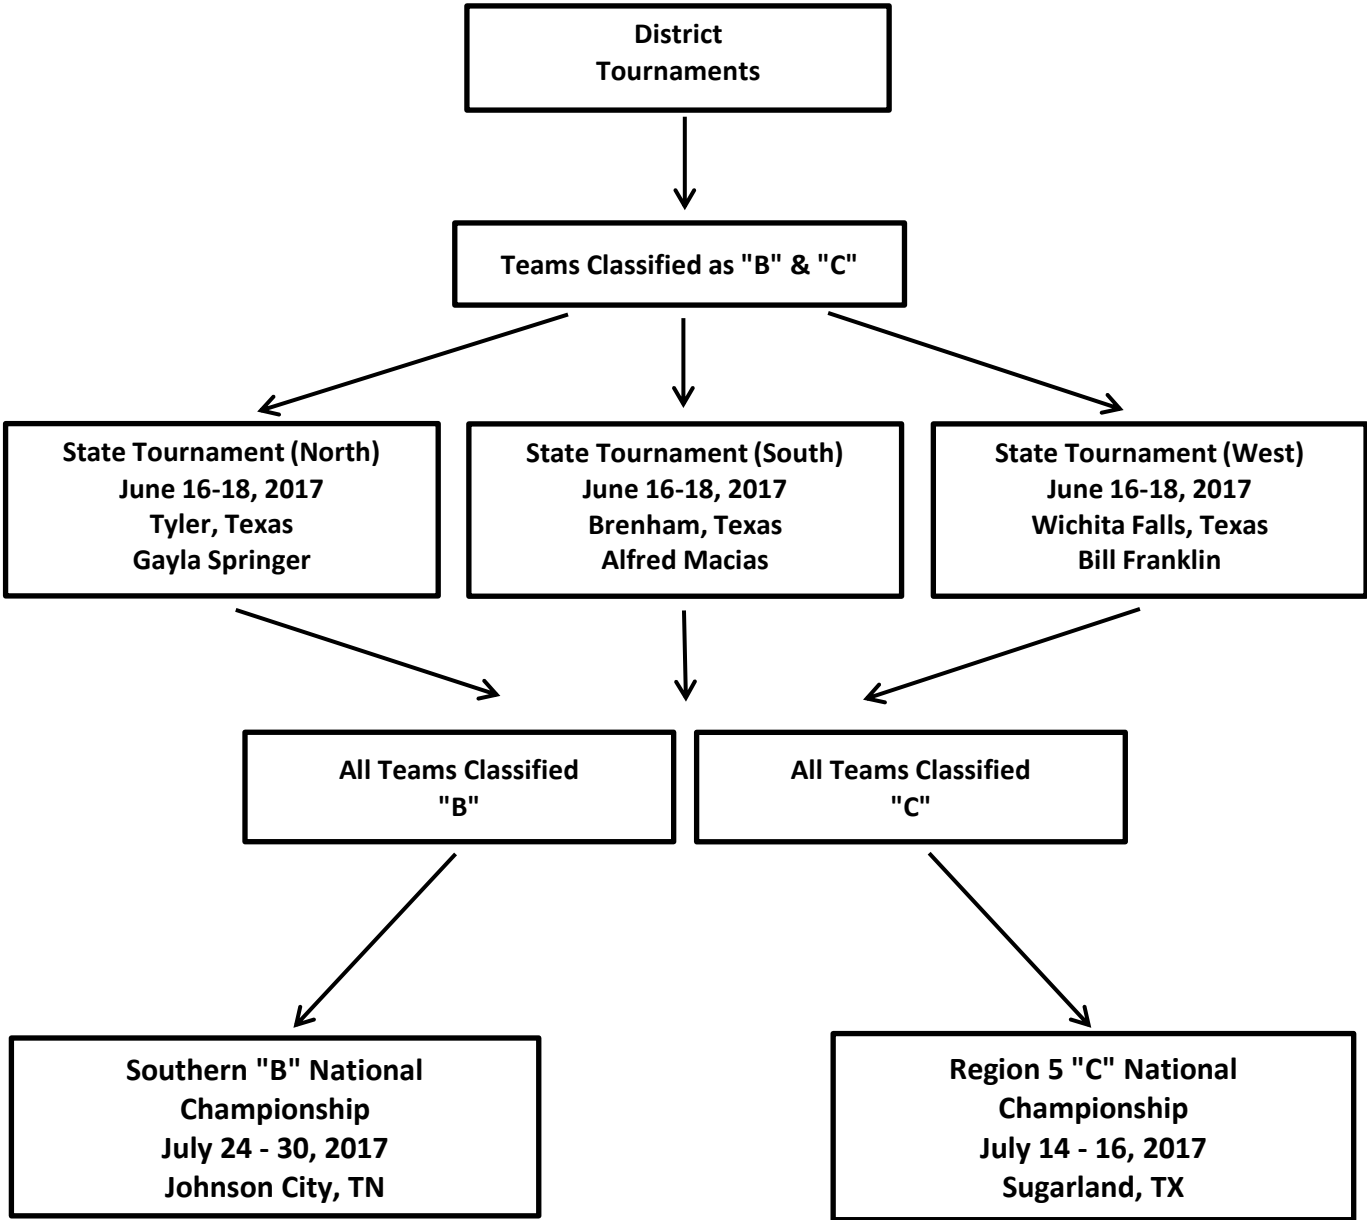 District
Tournaments
Teams Classified as "B" & "C"
State Tournament (North)
June 16-18, 2017
Tyler, Texas
Gayla Springer
State Tournament (South)
June 16-18, 2017
Brenham, Texas
Alfred Macias
State Tournament (West)
June 16-18, 2017
Wichita Falls, Texas
Bill Franklin
All Teams Classified
"B"
All Teams Classified
"C"
Southern "B" National
Championship
July 24 - 30, 2017
Johnson City, TN
Region 5 "C" National
Championship
July 14 - 16, 2017
Sugarland, TX